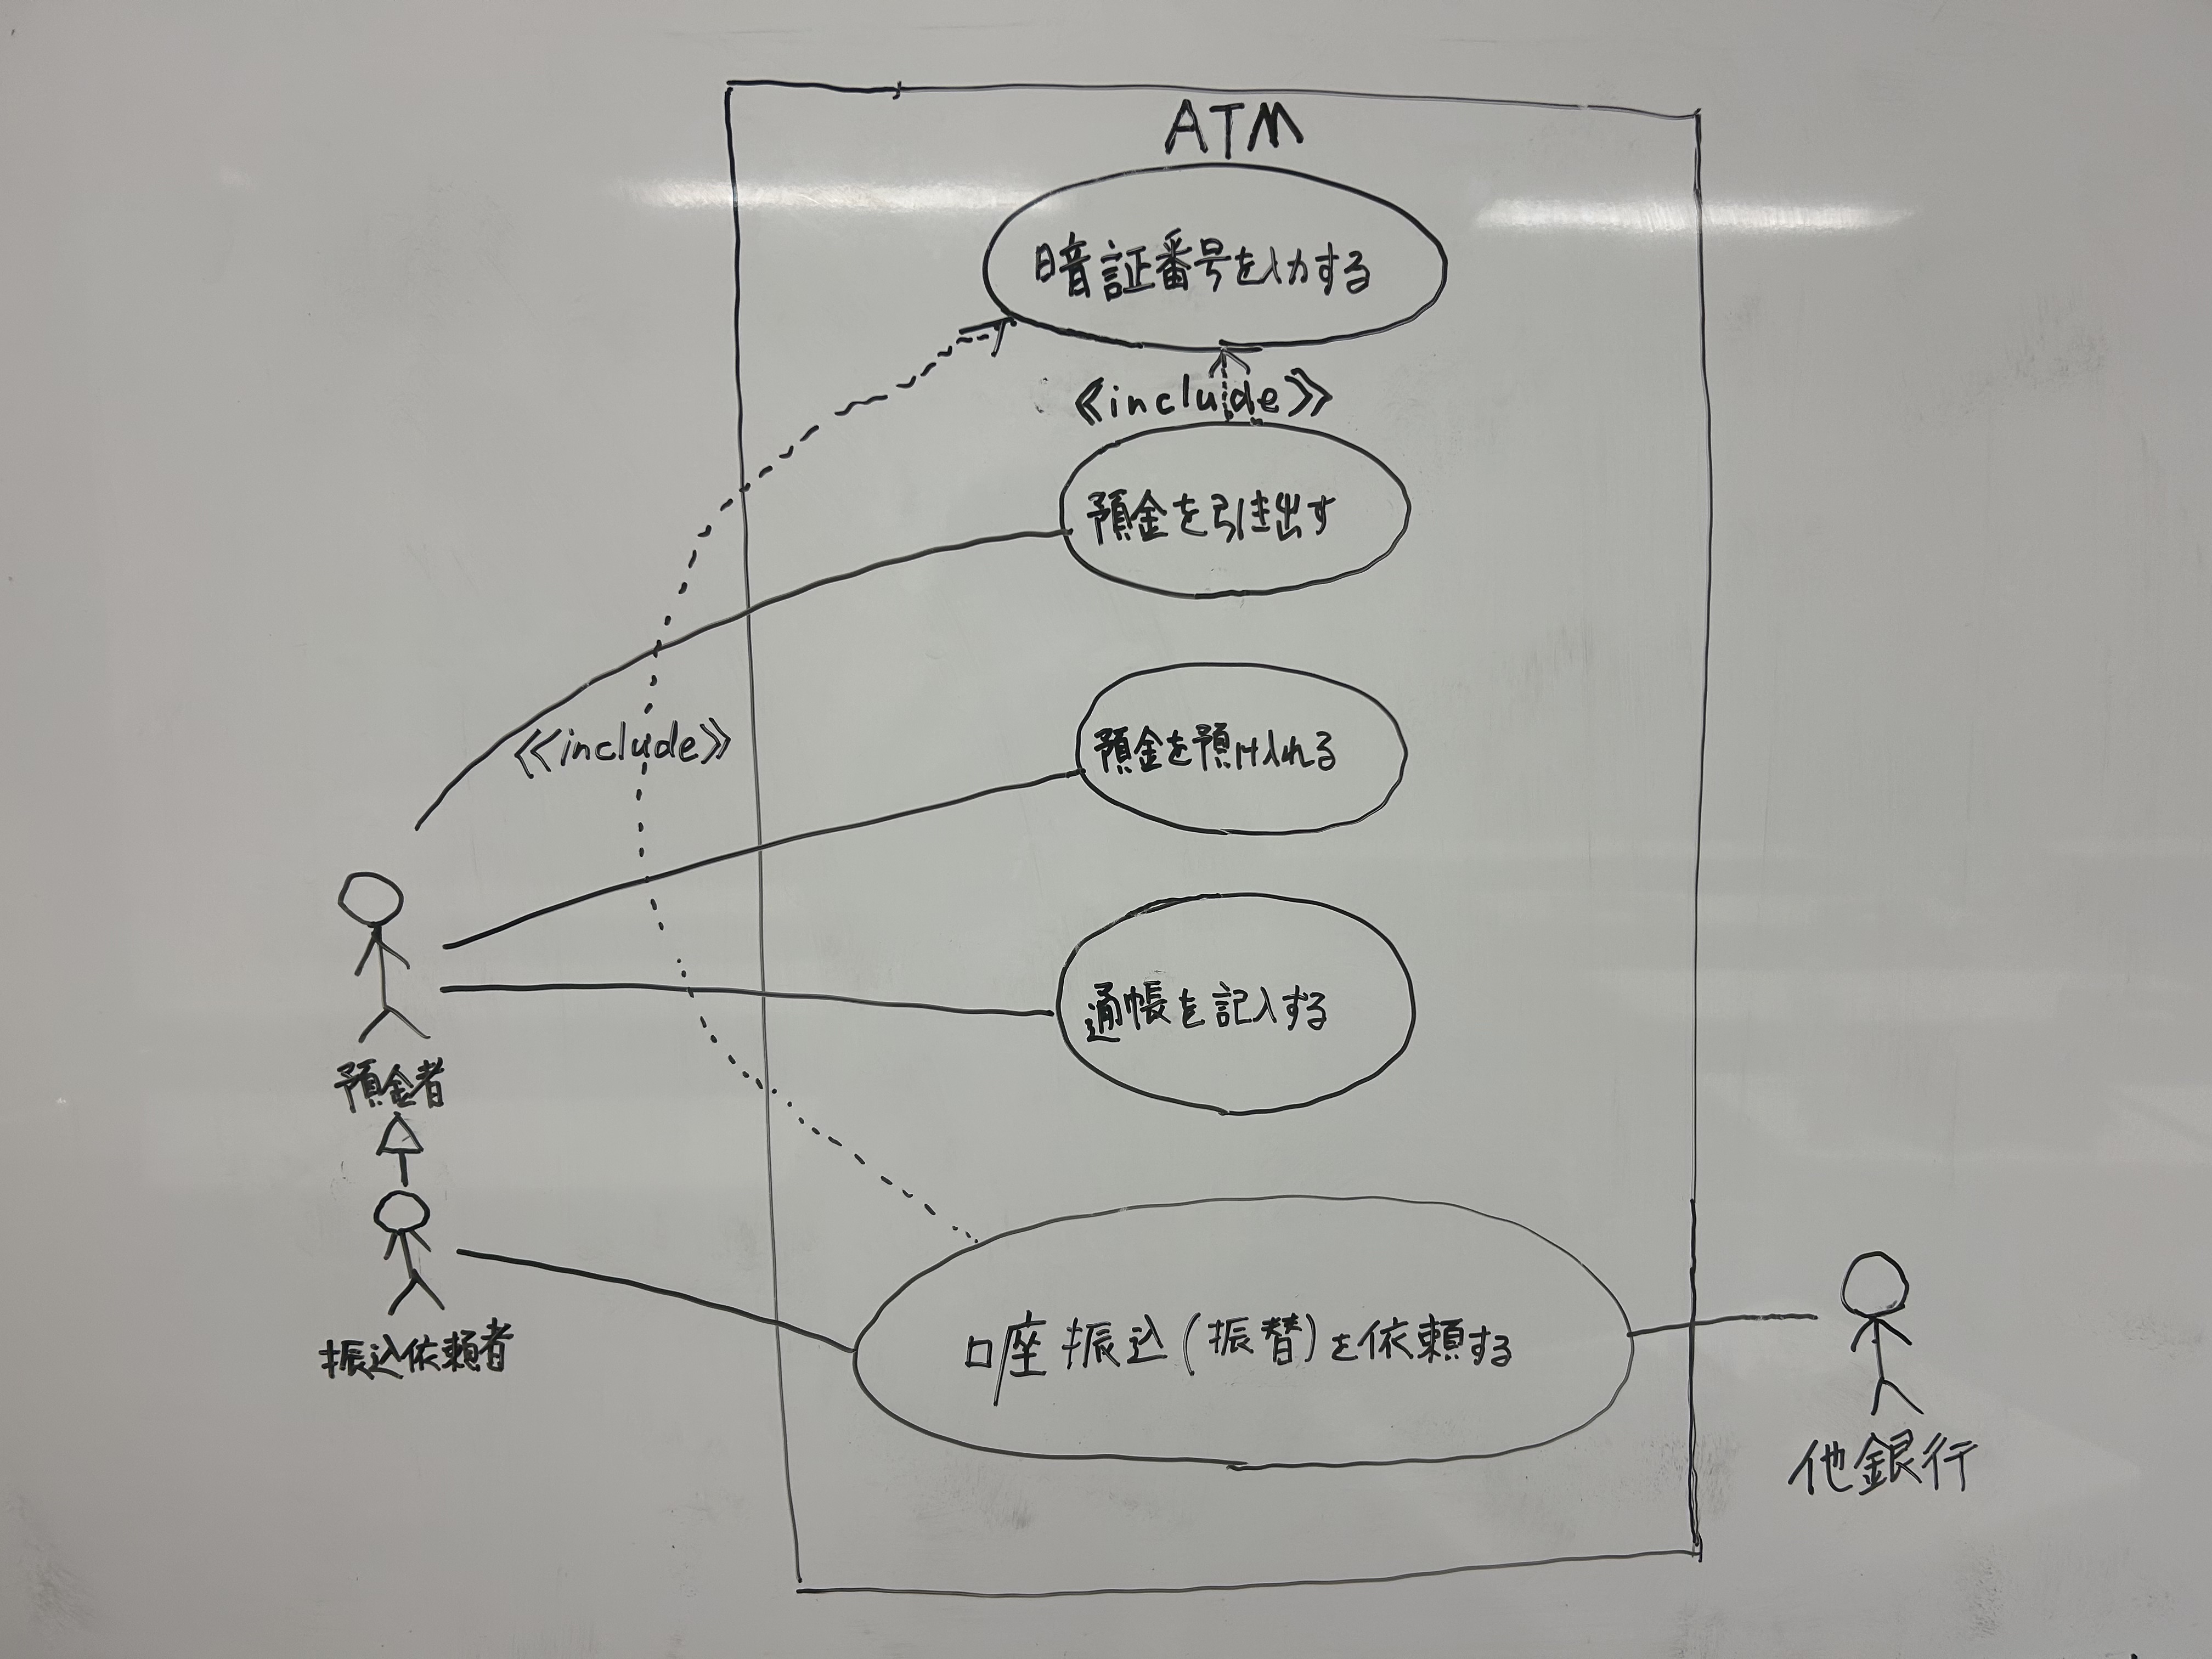 ATM
暗証番号を入力する
≪include≫
預金を引き出す
≪include≫
預金を預け入れる
通帳を記入する
預金者
口座振込(振替)を依頼する
振込依頼者
他銀行